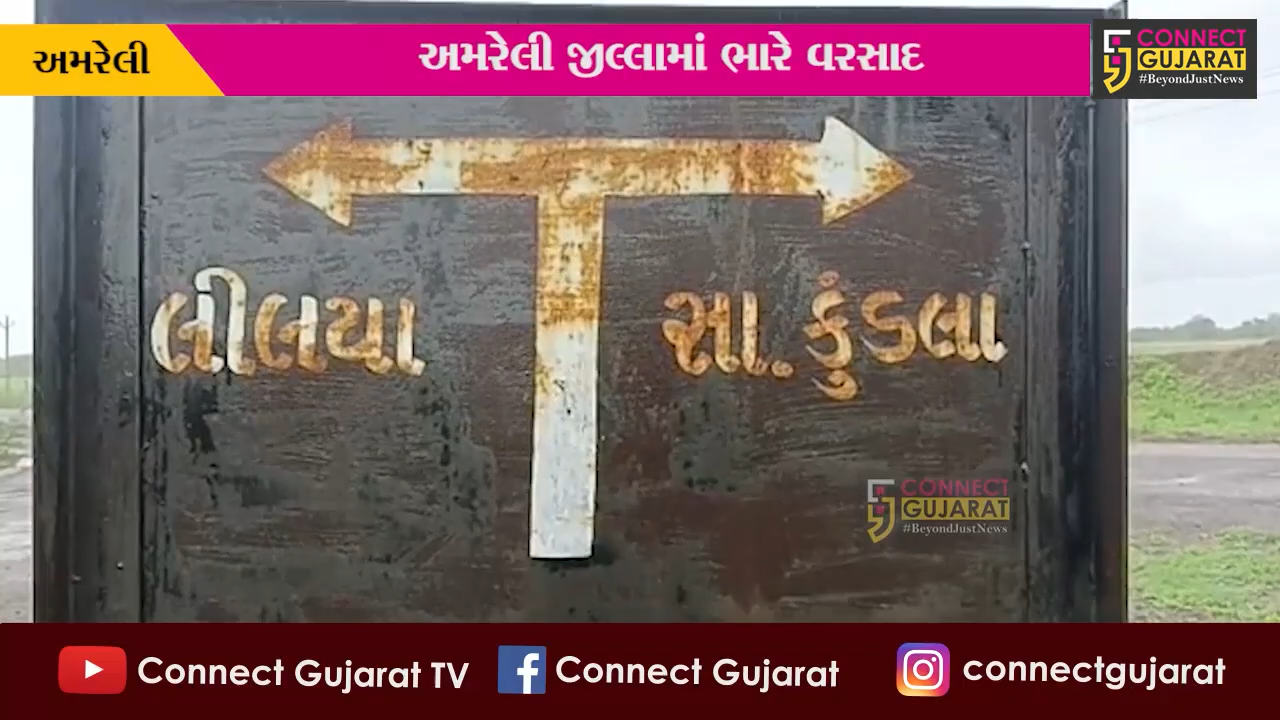 અમરેલી
અમરેલી જીલ્લામાં ભારે વરસાદ
CONNECT
GUJARAT
#BeyondJustNews
લીલયા
સા. કુંડલા
CONNECT
GUJARAT
#BeyondJustNews
Connect Gujarat TV
Connect Gujarat
connectgujarat